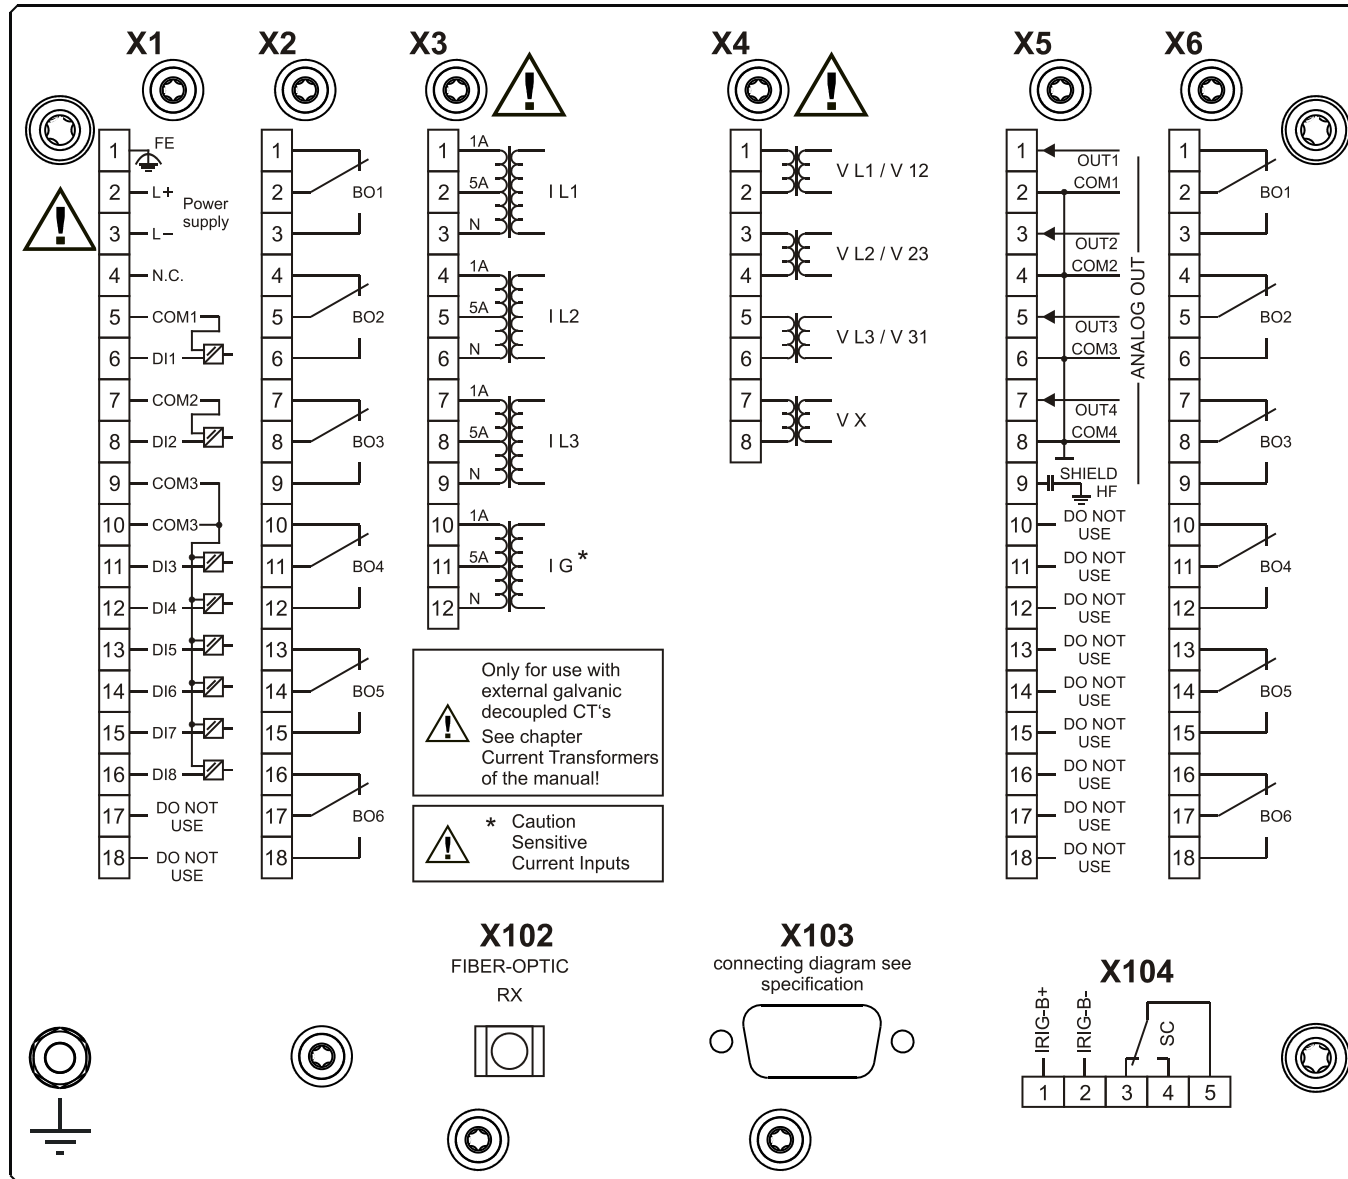 X1
1 FE
2 L+ Power supply
3 L−
4 N.C.
5 COM1
6 DI1
7 COM2
8 DI2
9 COM3
10 COM3
11 DI3
12 DI4
13 DI5
14 DI6
15 DI7
16 DI8
17 DO NOT USE
18 DO NOT USE
X2
1
2 BO1
3
4
5 BO2
6
7
8 BO3
9
10
11 BO4
12
13
14 BO5
15
16
17 BO6
18
X3
!
1 1A
2 5A I L1
3 N
4 1A
5 5A I L2
6 N
7 1A
8 5A I L3
9 N
10 1A
11 5A I G *
12 N
Only for use with
external galvanic
decoupled CT‘s
! See chapter
Current Transformers
of the manual!
* Caution
! Sensitive
Current Inputs
X4
!
1
V L1 / V 12
2
3
V L2 / V 23
4
5
V L3 / V 31
6
7
V X
8
X5
1 OUT1
2 COM1
3 OUT2
4 COM2
5 OUT3
6 COM3
7 OUT4
8 COM4
9 SHIELD
HF
ANALOG OUT
10 DO NOT USE
11 DO NOT USE
12 DO NOT USE
13 DO NOT USE
14 DO NOT USE
15 DO NOT USE
16 DO NOT USE
17 DO NOT USE
18 DO NOT USE
X6
1
2 BO1
3
4
5 BO2
6
7
8 BO3
9
10
11 BO4
12
13
14 BO5
15
16
17 BO6
18
!
X102
FIBER-OPTIC
RX
X103
connecting diagram see
specification
X104
IRIG-B+
IRIG-B-
SC
1 2 3 4 5